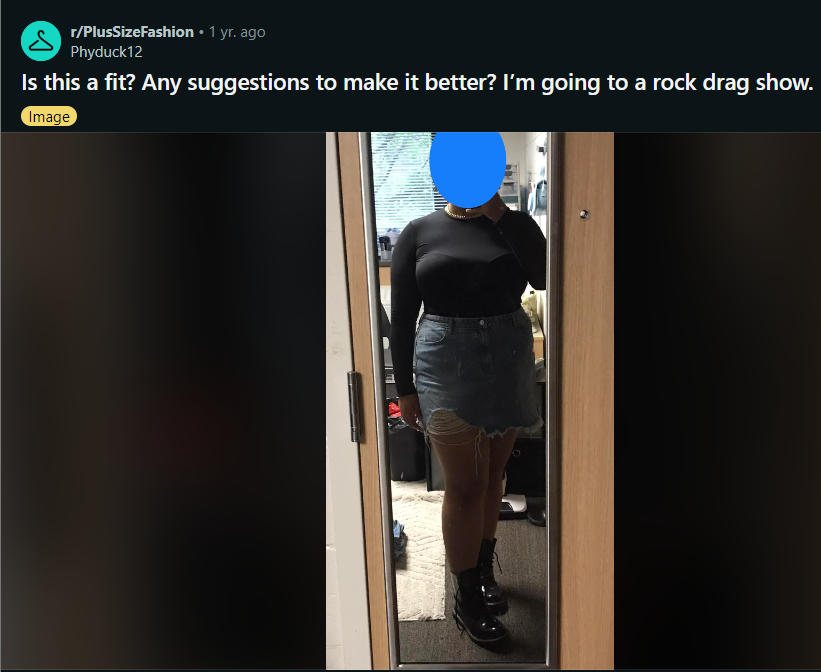 r/PlusSizeFashion • 1 yr. ago
Phyduck12
Is this a fit? Any suggestions to make it better? I’m going to a rock drag show.
Image